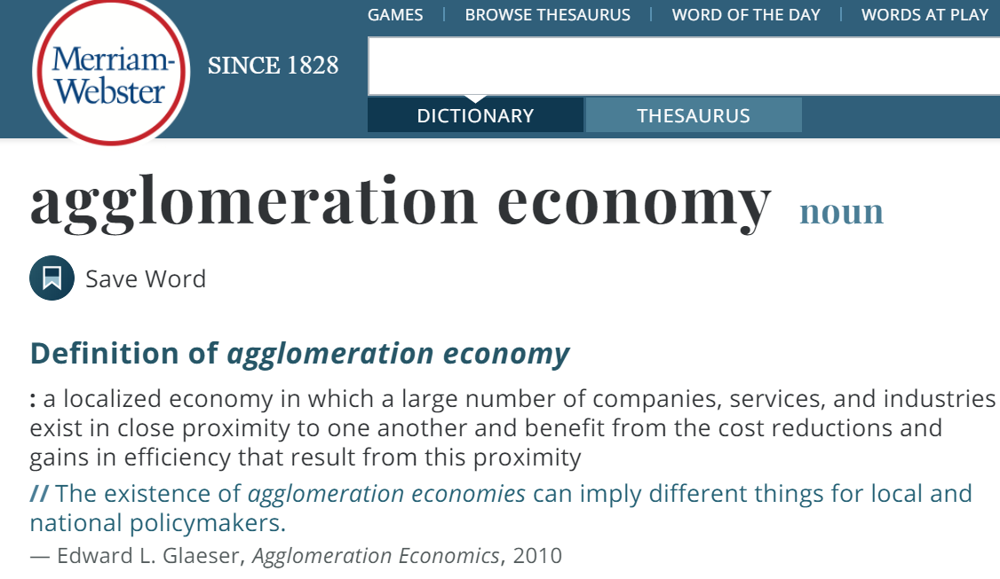 GAMES | BROWSE THESAURUS | WORD OF THE DAY | WORDS AT PLAY
Merriam-
Webster
SINCE 1828
DICTIONARY THESAURUS
agglomeration economy noun
Save Word
Definition of agglomeration economy
: a localized economy in which a large number of companies, services, and industries
exist in close proximity to one another and benefit from the cost reductions and
gains in efficiency that result from this proximity
// The existence of agglomeration economies can imply different things for local and
national policymakers.
— Edward L. Glaeser, Agglomeration Economics, 2010